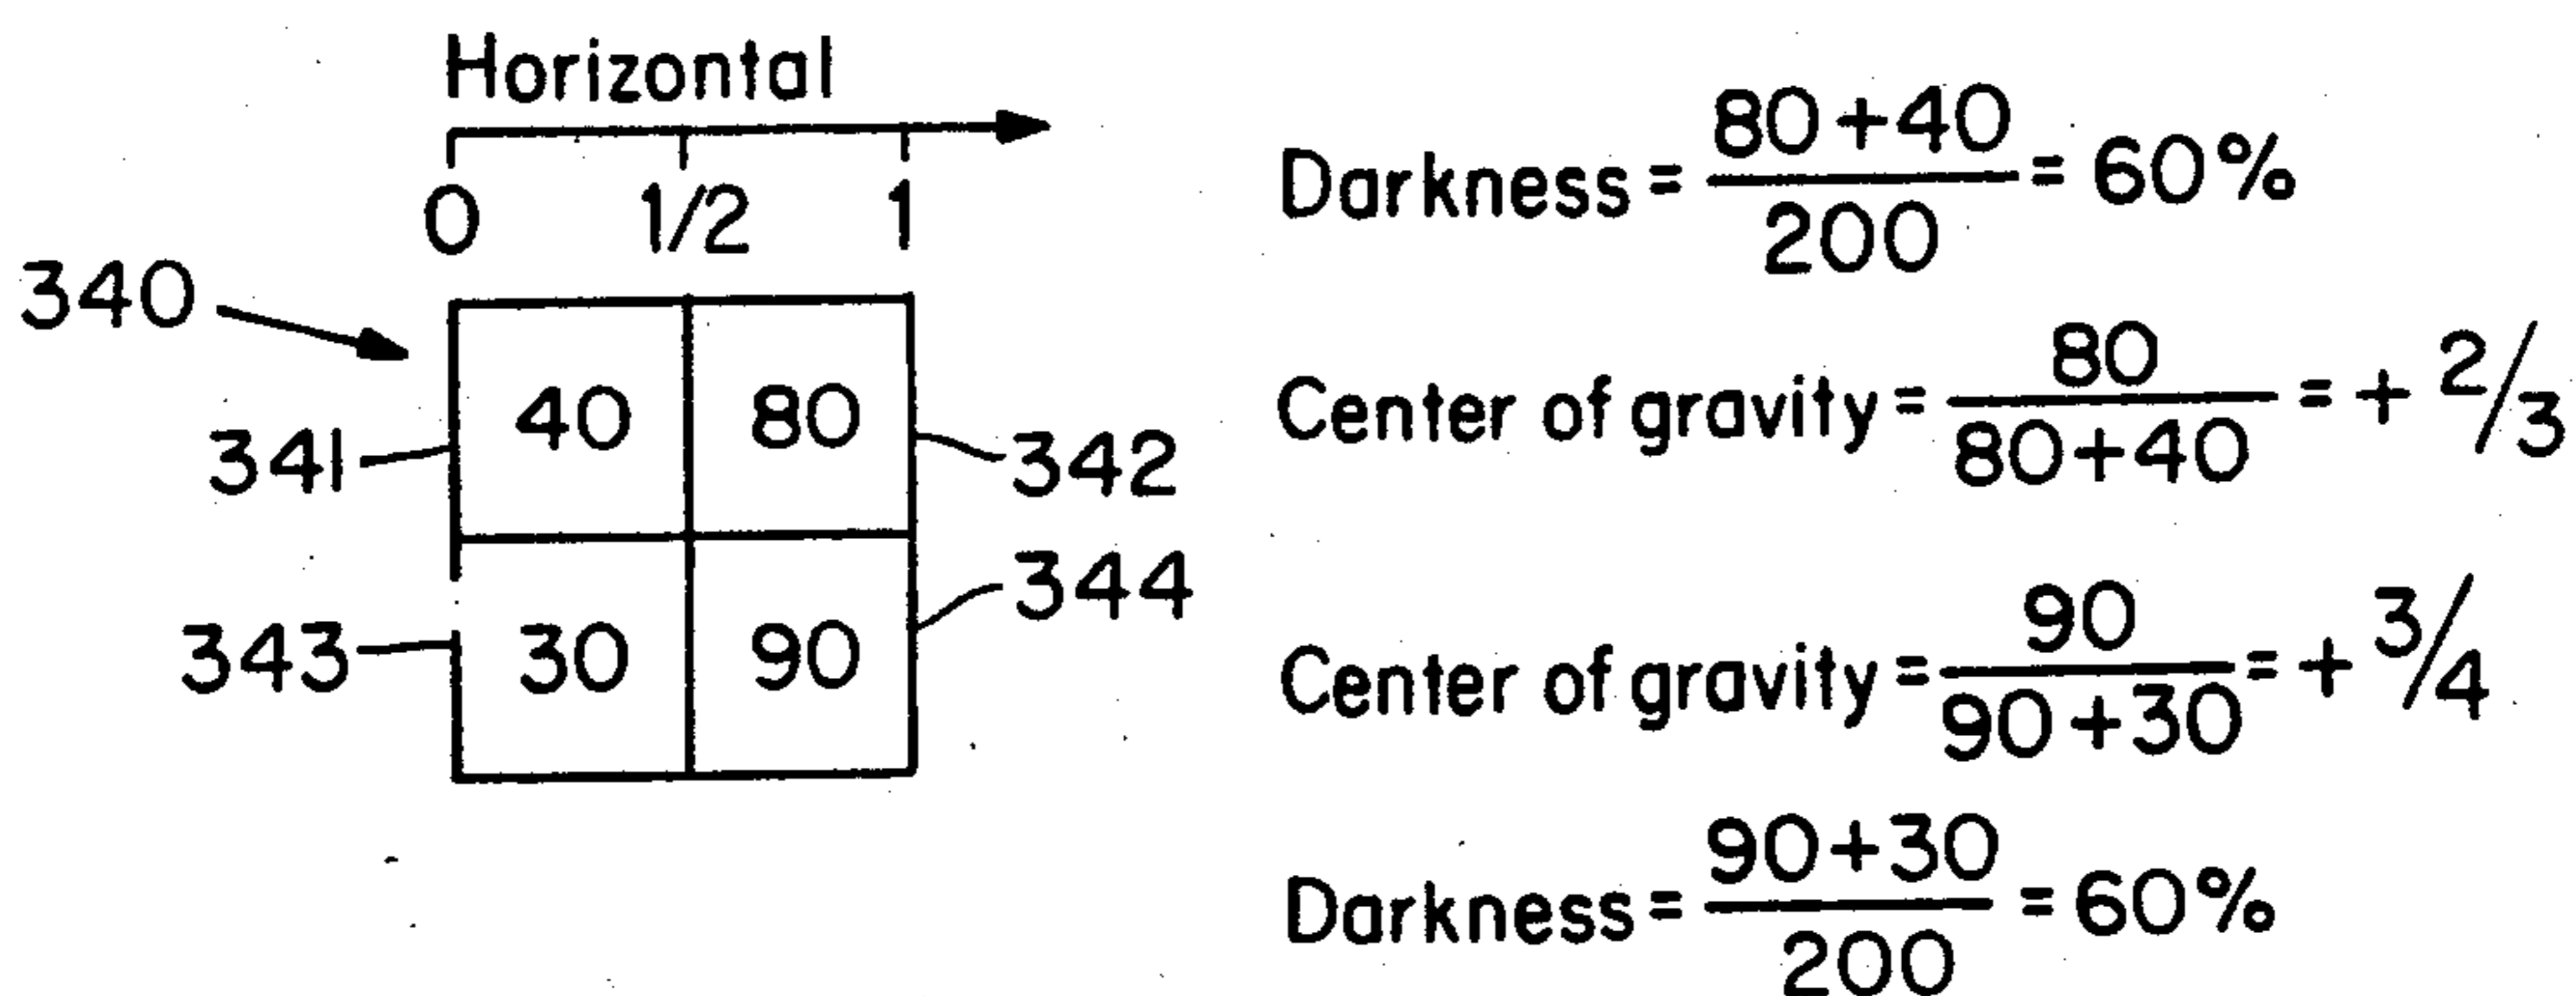 Horizontal
0 1/2 1
340
341 40 80 342
343 30 90 344
Darkness = 80+40 / 200 = 60%
Center of gravity = 80 / 80+40 = + 2/3
Center of gravity = 90 / 90+30 = + 3/4
Darkness = 90+30 / 200 = 60%